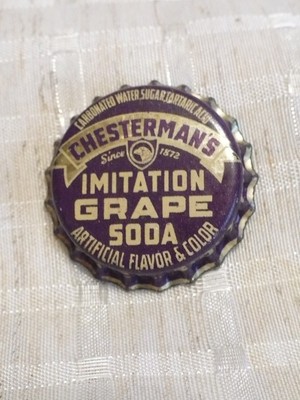 CARBONATED WATER, SUGAR, TARTARIC ACID
CHESTERMAN'S
Since 1872
IMITATION
GRAPE
SODA
ARTIFICIAL FLAVOR & COLOR